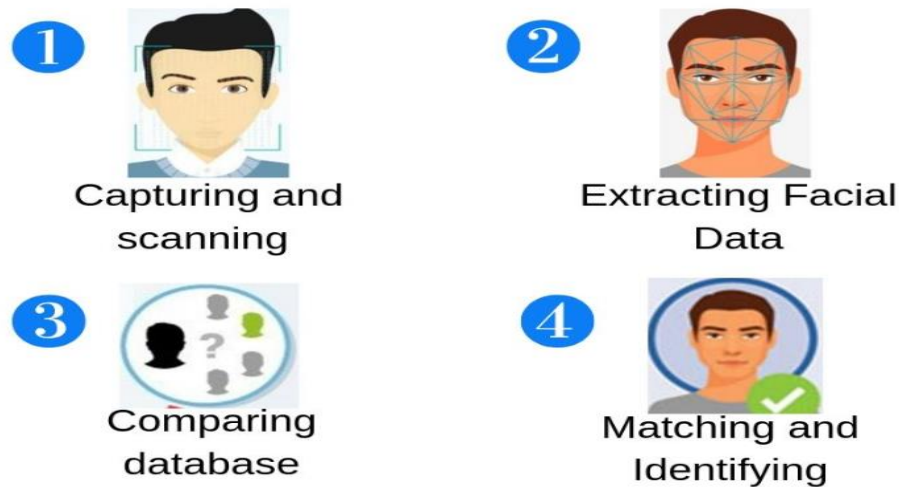 1
Capturing and
scanning
2
Extracting Facial
Data
3
?
Comparing
database
4
Matching and
Identifying